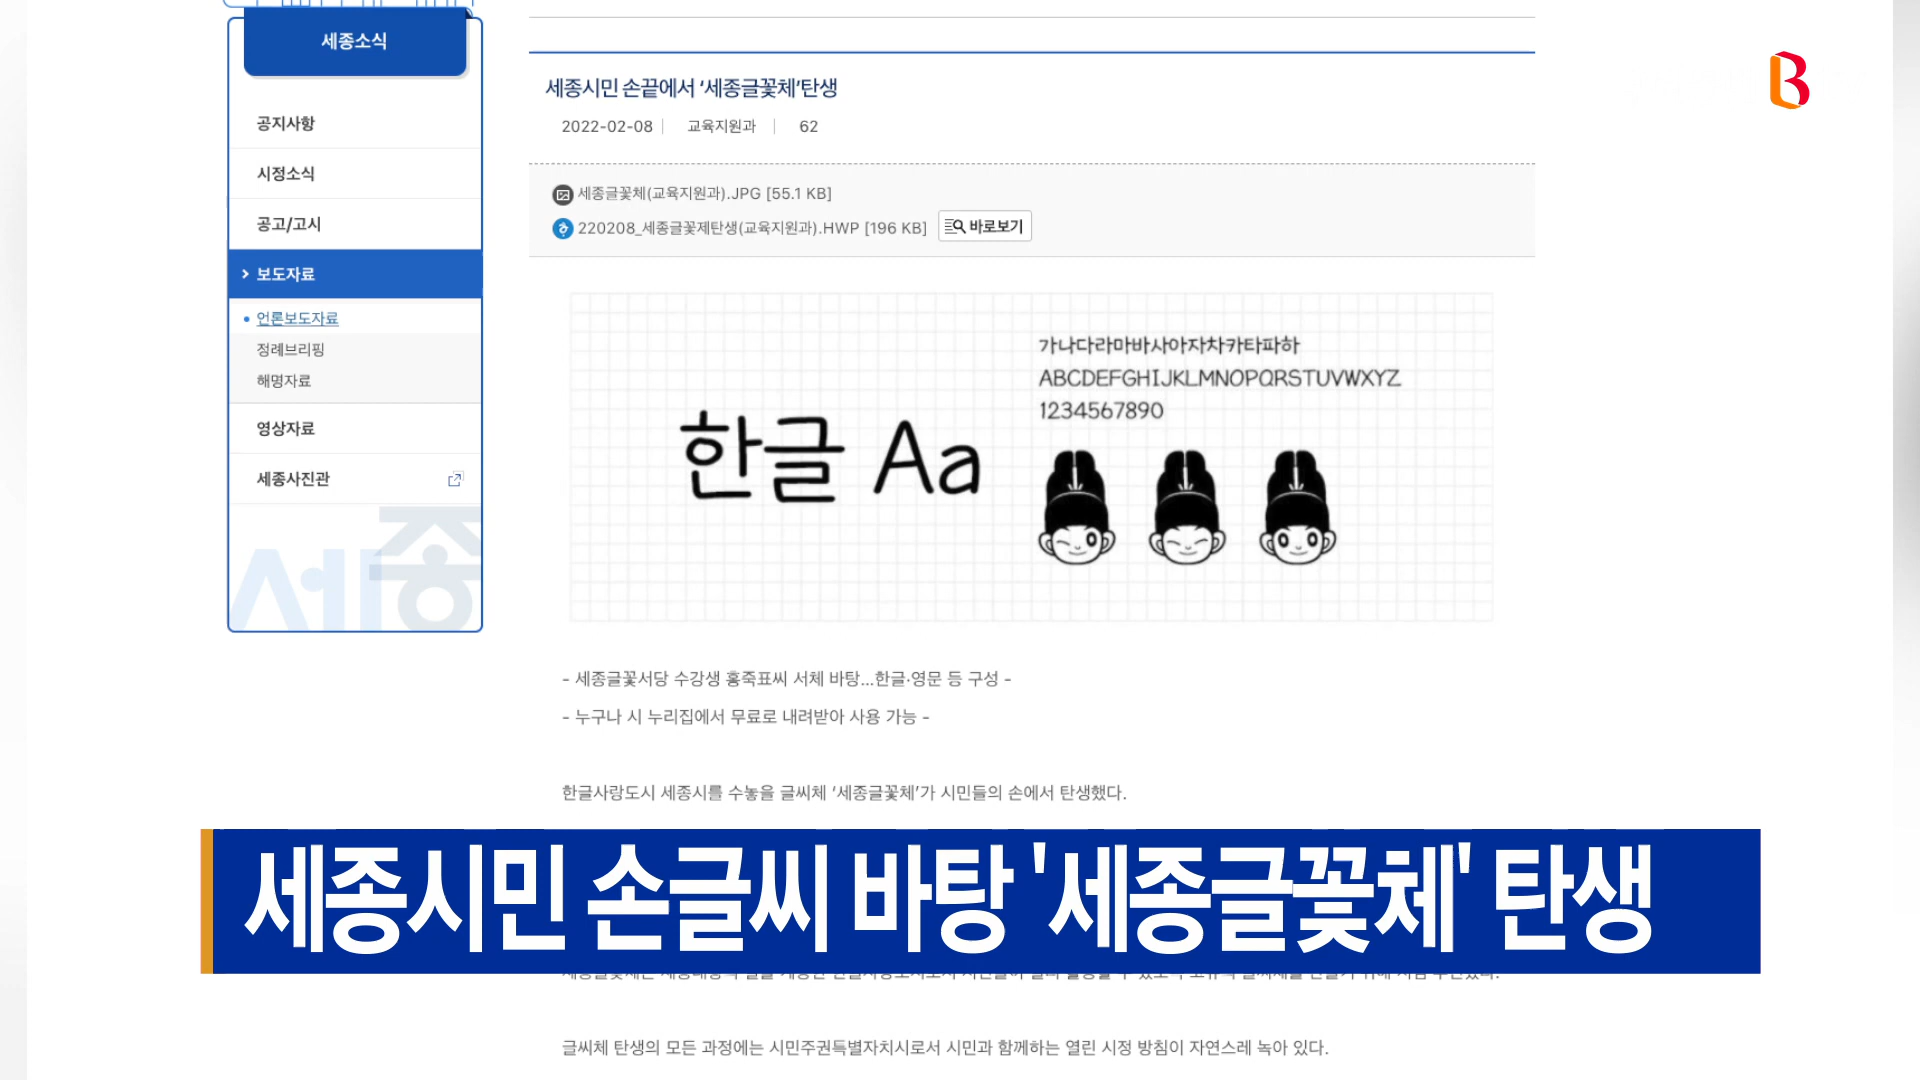 세종소식
공지사항
시정소식
공고/고시
보도자료
언론보도자료
정례브리핑
해명자료
영상자료
세종사진관
세종
세종시민 손끝에서 ‘세종글꽃체’탄생
2022-02-08 교육지원과 62
세종글꽃체(교육지원과).JPG [55.1 KB]
220208_세종글꽃제탄생(교육지원과).HWP [196 KB] 바로보기
한글 Aa
가나다라마바사아자차카타파하
ABCDEFGHIJKLMNOPQRSTUVWXYZ
1234567890
- 세종글꽃서당 수강생 홍죽표씨 서체 바탕...한글·영문 등 구성 -
- 누구나 시 누리집에서 무료로 내려받아 사용 가능 -
한글사랑도시 세종시를 수놓을 글씨체 ‘세종글꽃체’가 시민들의 손에서 탄생했다.
세종시민 손글씨 바탕 '세종글꽃체' 탄생
글씨체 탄생의 모든 과정에는 시민주권특별자치시로서 시민과 함께하는 열린 시정 방침이 자연스레 녹아 있다.